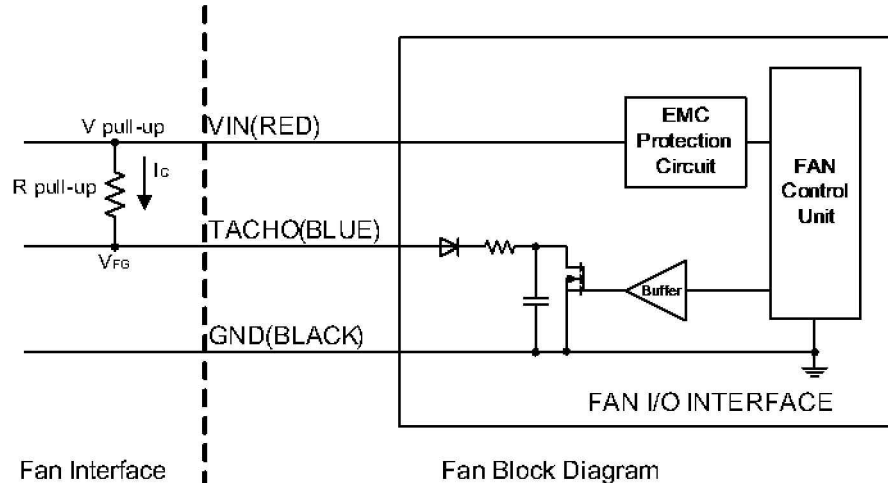 V pull-up
VIN(RED)
EMC
Protection
Circuit
FAN
Control
Unit
R pull-up
IC
TACHO(BLUE)
VFG
Buffer
GND(BLACK)
FAN I/O INTERFACE
Fan Interface
Fan Block Diagram